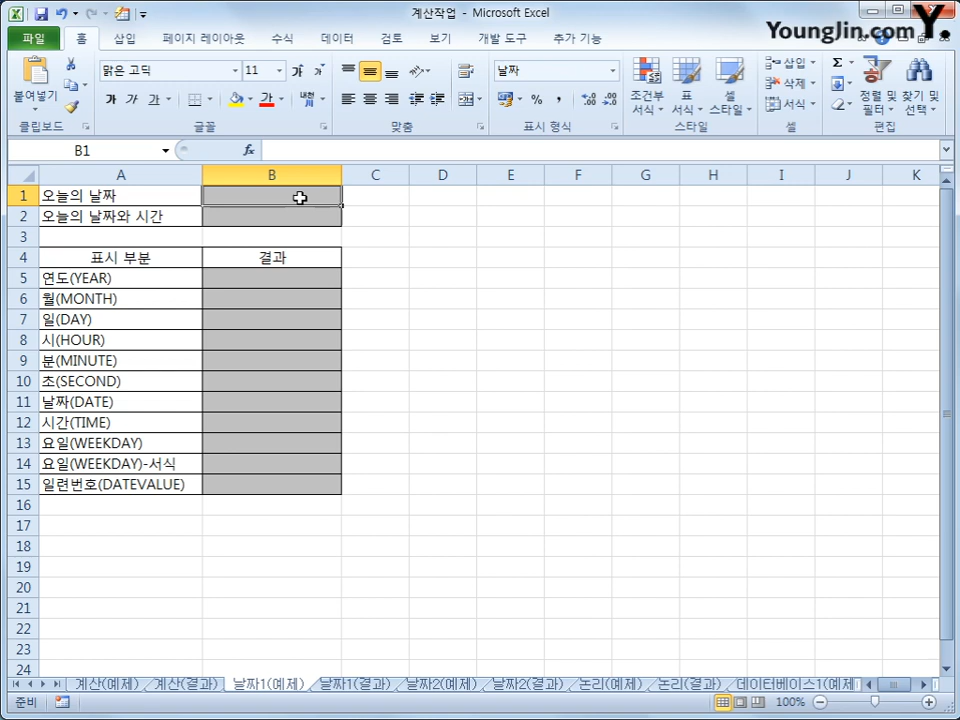 계산작업 - Microsoft Excel
Younglin.com Y.
파일 홈 삽입 페이지 레이아웃 수식 데이터 검토 보기 개발 도구 추가 기능
맑은 고딕 11 날짜 삽입 Σ
붙여넣기 가 가 가 조건부 서식 표 서식 셀 스타일 삭제 정렬 및 필터 찾기 및 선택
서식
클립보드 글꼴 맞춤 표시 형식 스타일 셀 편집
B1 fx
A B C D E F G H I J K
1 오늘의 날짜
2 오늘의 날짜와 시간
3
4 표시 부분 결과
5 연도(YEAR)
6 월(MONTH)
7 일(DAY)
8 시(HOUR)
9 분(MINUTE)
10 초(SECOND)
11 날짜(DATE)
12 시간(TIME)
13 요일(WEEKDAY)
14 요일(WEEKDAY)-서식
15 일련번호(DATEVALUE)
16
17
18
19
20
21
22
23
24
계산(예제) 계산(결과) 날짜1(예제) 날짜1(결과) 날짜2(예제) 날짜2(결과) 논리(예제) 논리(결과) 데이터베이스1(예제
준비 100%